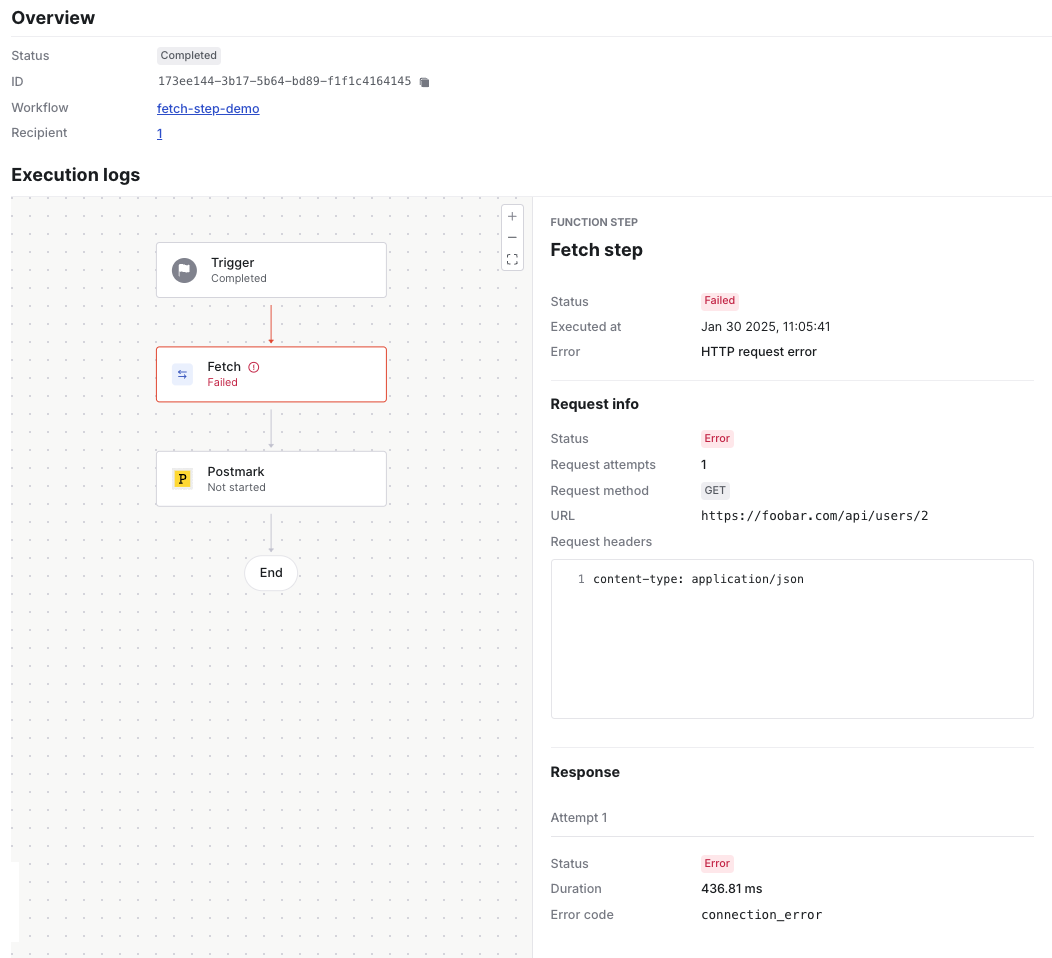 Overview
Status Completed
ID 173ee144-3b17-5b64-bd89-f1f1c4164145
Workflow fetch-step-demo
Recipient 1
Execution logs
Trigger
Completed
Fetch
Failed
P
Postmark
Not started
End
FUNCTION STEP
Fetch step
Status Failed
Executed at Jan 30 2025, 11:05:41
Error HTTP request error
Request info
Status Error
Request attempts 1
Request method GET
URL https://foobar.com/api/users/2
Request headers
1 content-type: application/json
Response
Attempt 1
Status Error
Duration 436.81 ms
Error code connection_error